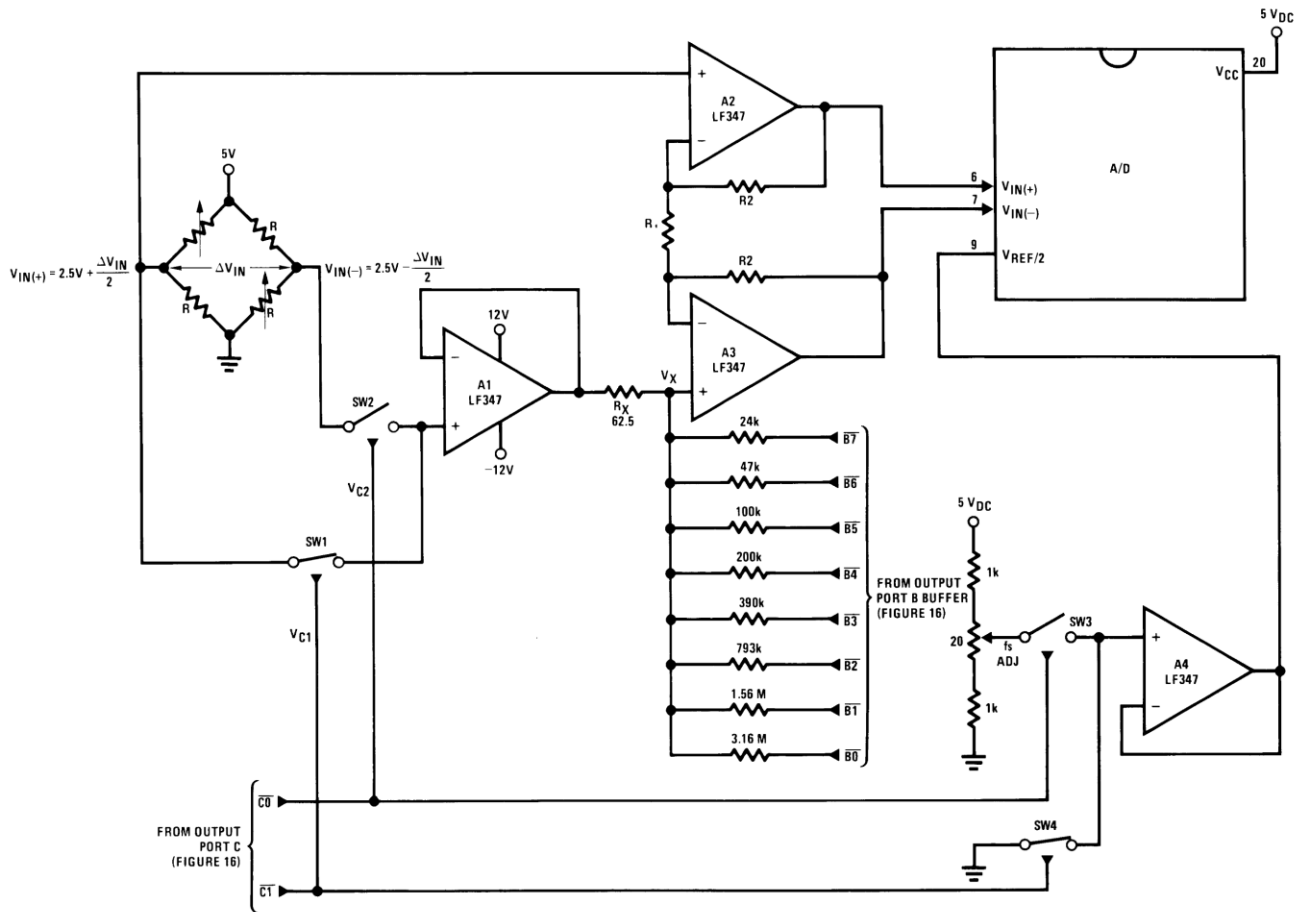 5 VDC
20
VCC
+
A2
LF347
−
5V
A/D
6
VIN(+)
7
VIN(−)
9
VREF/2
R2
R.
R2
R
VIN(+) = 2.5V + ΔVIN/2
ΔVIN
VIN(−) = 2.5V − ΔVIN/2
R
R
12V
−
A1
LF347
+
−12V
−
A3
LF347
+
VX
RX
62.5
SW2
VC2
SW1
VC1
24k
B7
47k
B6
100k
B5
200k
B4
390k
B3
793k
B2
1.56 M
B1
3.16 M
B0
FROM OUTPUT
PORT B BUFFER
(FIGURE 16)
5 VDC
1k
20
fs
ADJ
SW3
1k
+
A4
LF347
−
FROM OUTPUT
PORT C
(FIGURE 16)
C0
C1
SW4